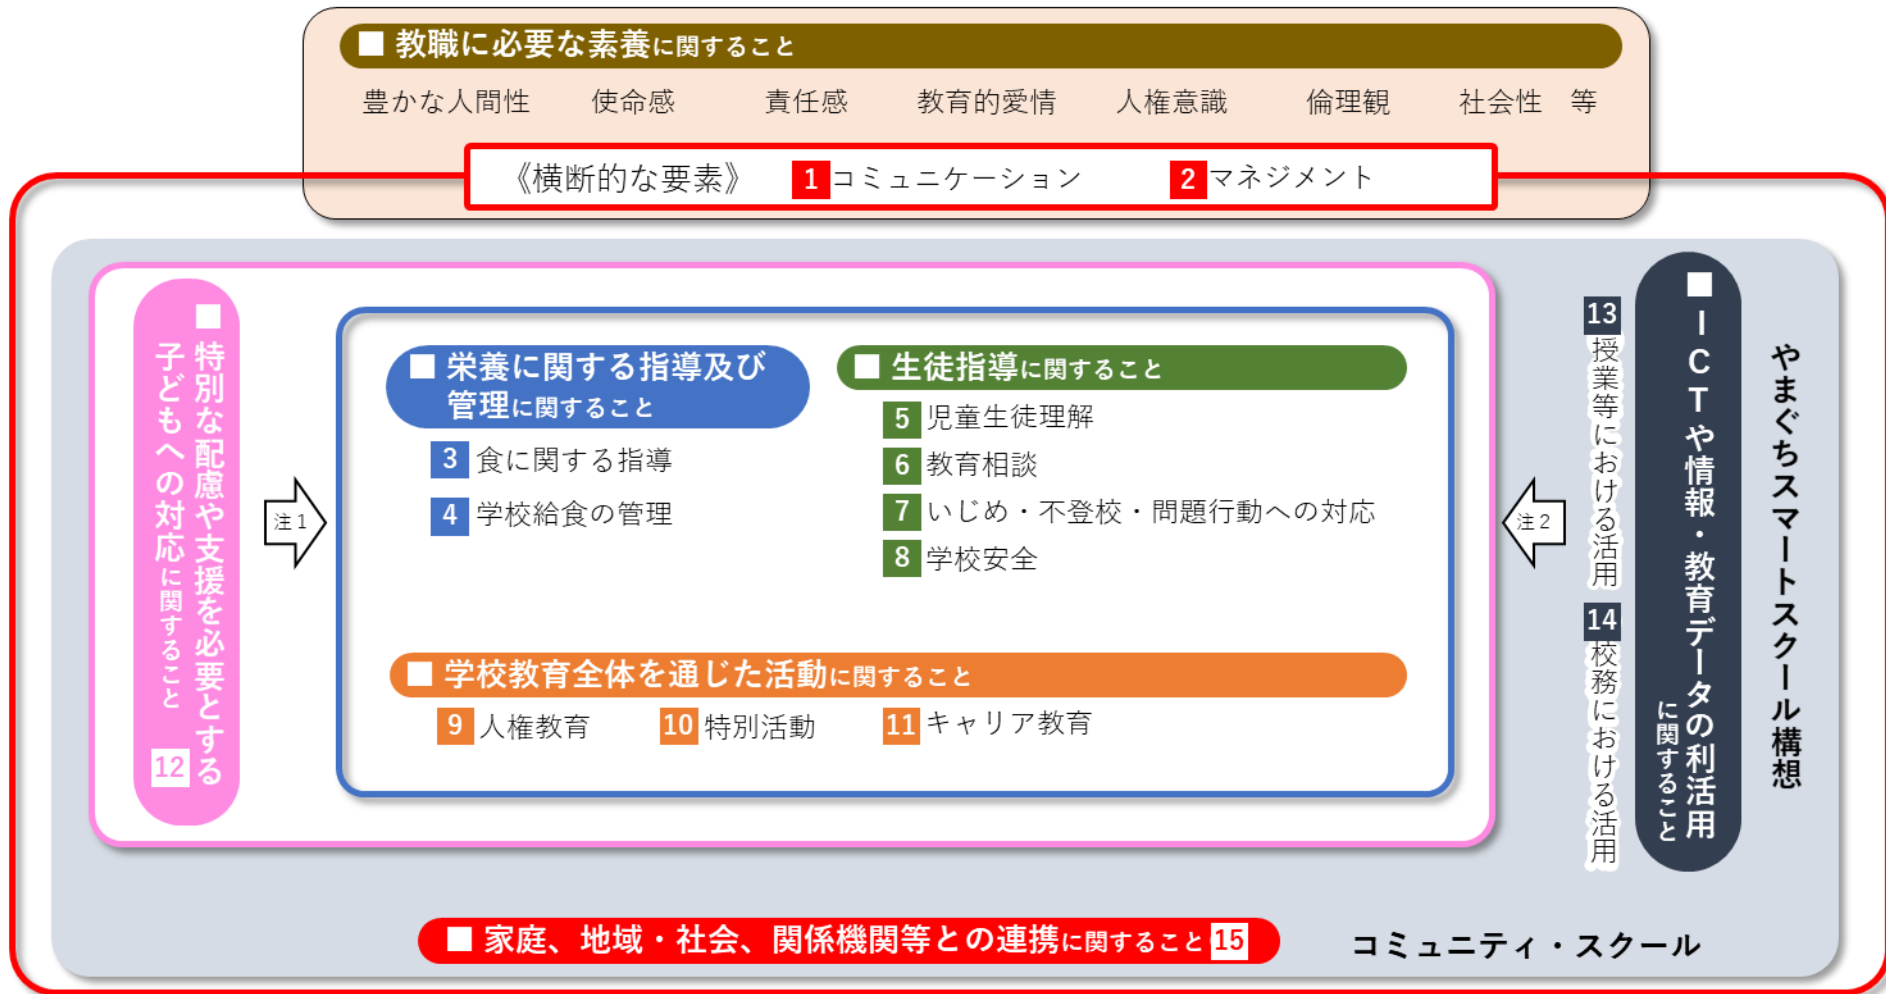 ■ 教職に必要な素養に関すること
豊かな人間性 使命感 責任感 教育的愛情 人権意識 倫理観 社会性 等
《横断的な要素》 1 コミュニケーション 2 マネジメント
■特別な配慮や支援を必要とする
子どもへの対応に関すること 12
注1
■ 栄養に関する指導及び
管理に関すること
3 食に関する指導
4 学校給食の管理
■ 生徒指導に関すること
5 児童生徒理解
6 教育相談
7 いじめ・不登校・問題行動への対応
8 学校安全
■ 学校教育全体を通じた活動に関すること
9 人権教育 10 特別活動 11 キャリア教育
注2
13 授業等における活用
14 校務における活用
■ICTや情報・教育データの利活用
に関すること
やまぐちスマートスクール構想
■ 家庭、地域・社会、関係機関等との連携に関すること 15
コミュニティ・スクール